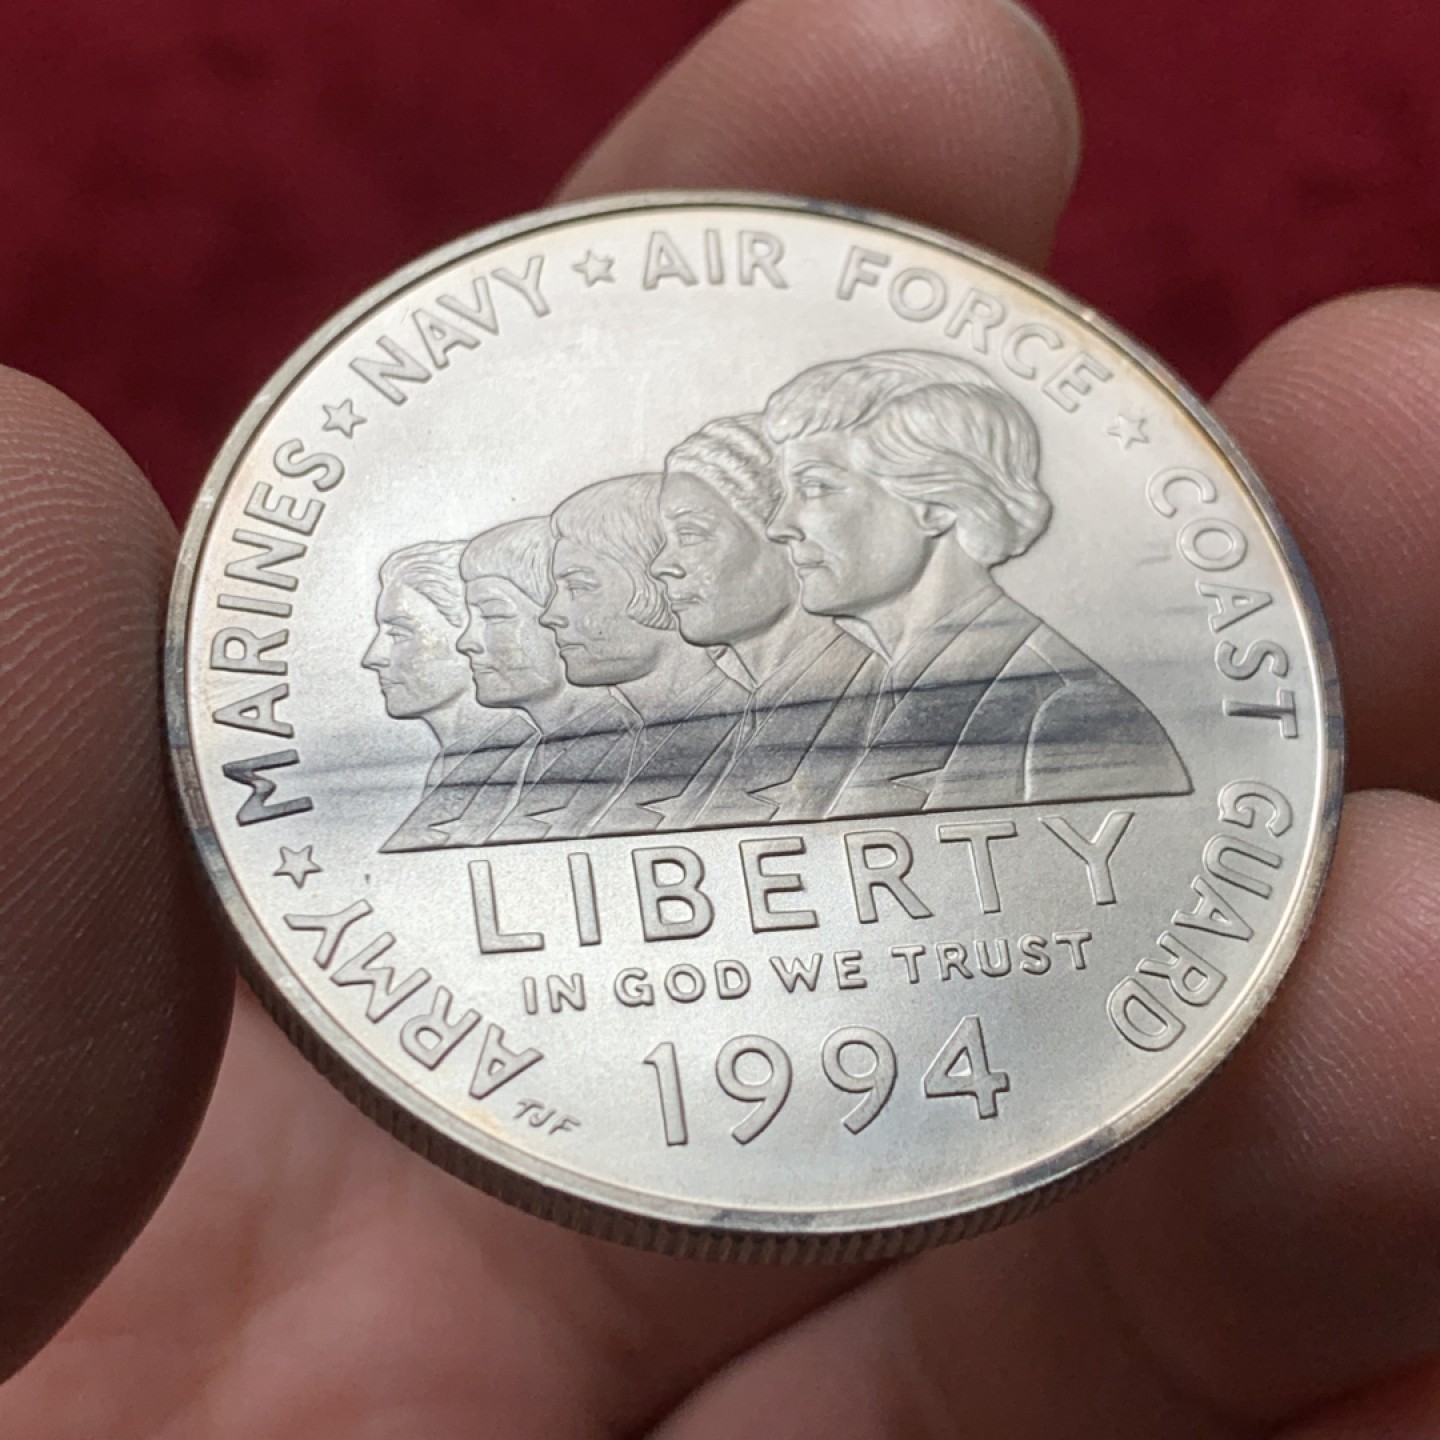 ARMY ★ MARINES ★ NAVY ★ AIR FORCE ★ COAST GUARD
LIBERTY
IN GOD WE TRUST
1994
TJF